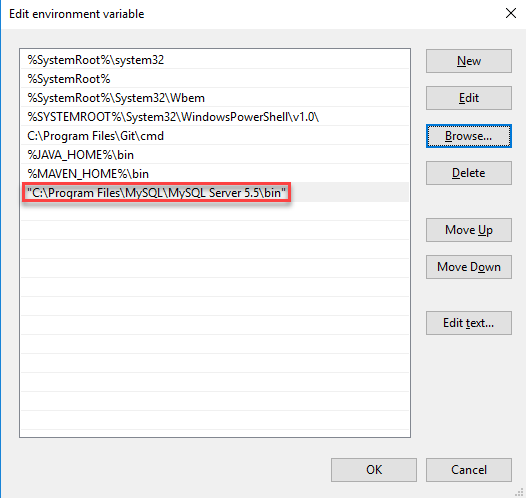 Edit environment variable
%SystemRoot%\system32
%SystemRoot%
%SystemRoot%\System32\Wbem
%SYSTEMROOT%\System32\WindowsPowerShell\v1.0\
C:\Program Files\Git\cmd
%JAVA_HOME%\bin
%MAVEN_HOME%\bin
"C:\Program Files\MySQL\MySQL Server 5.5\bin"
New
Edit
Browse...
Delete
Move Up
Move Down
Edit text...
OK
Cancel